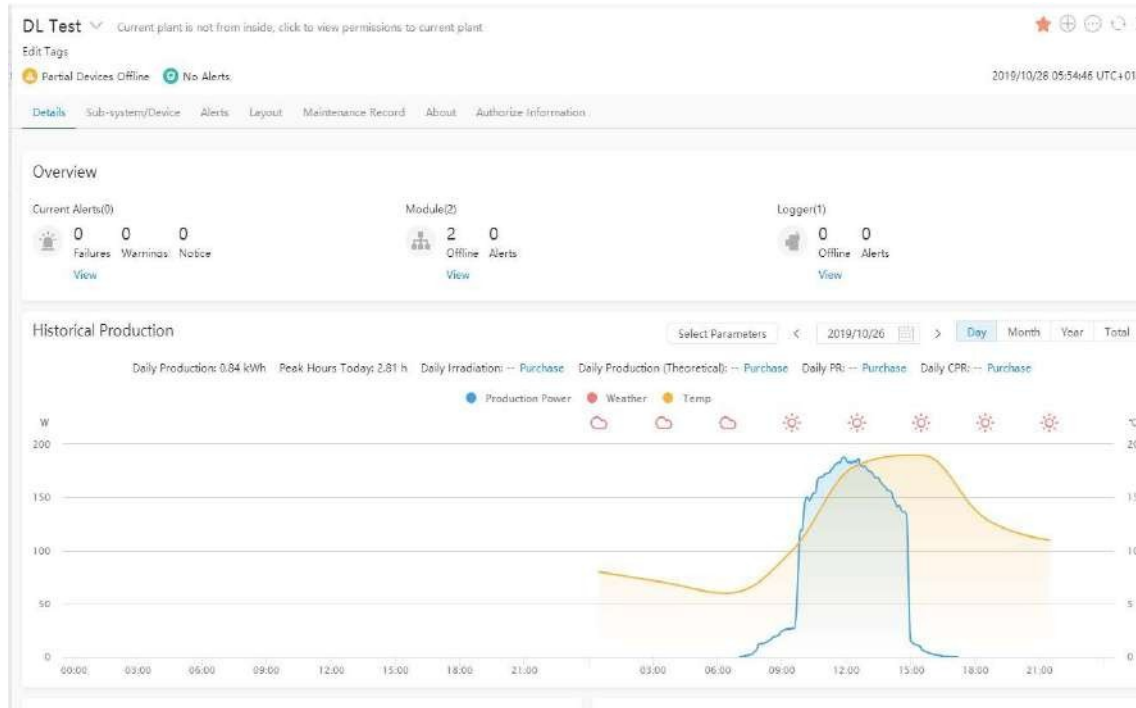 DL Test Current plant is not from inside, click to view permissions to current plant
Edit Tags
Partial Devices Offline No Alerts 2019/10/28 05:54:46 UTC+01
Details Sub-system/Device Alerts Layout Maintenance Record About Authorize Information
Overview
Current Alerts(0) Module(2) Logger(1)
0 0 0 2 0 0 0
Failures Warnings Notice Offline Alerts Offline Alerts
View View View
Historical Production Select Parameters < 2019/10/26 > Day Month Year Total
Daily Production: 0.84 kWh Peak Hours Today: 2.81 h Daily Irradiation: -- Purchase Daily Production (Theoretical): -- Purchase Daily PR: -- Purchase Daily CPR: -- Purchase
Production Power Weather Temp
W
200 20
150 15
100 10
50 5
0 0
00:00 03:00 06:00 09:00 12:00 15:00 18:00 21:00 03:00 06:00 09:00 12:00 15:00 18:00 21:00